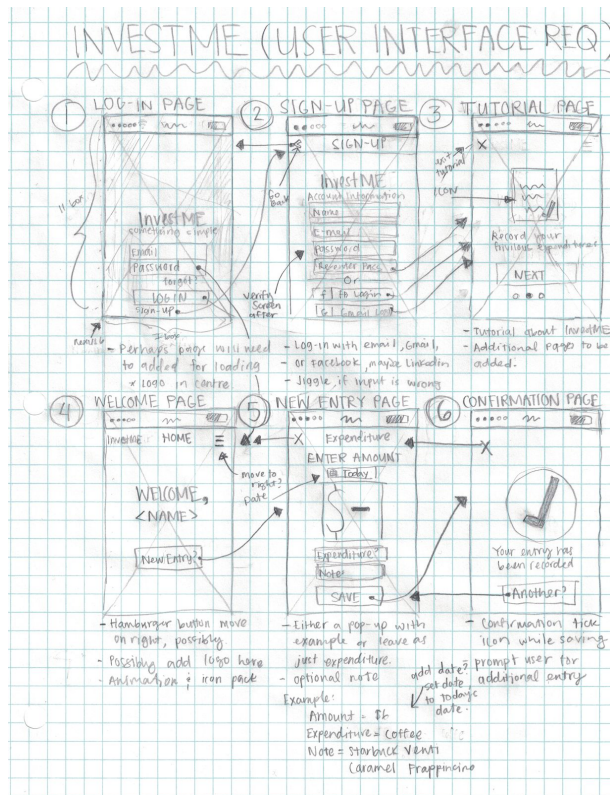 INVESTME (USER INTERFACE REQ)
1 LOG-IN PAGE
InvestME
something simple
Email
Password
forgot?
LOG IN
sign-up
11 box
7 box
- Perhaps page will need
to added for loading
* logo in centre
2 SIGN-UP PAGE
SIGN-UP
Go
Back
InvestME
Account Information
Name
E-mail
Password
Or
f| Fb Login
G|
verify
screen
after
- Log-in with email, Gmail,
- or Facebook, maybe Linkedin
- Jiggle, if input is wrong
3 TUTORIAL PAGE
X
exit
tutorial
ICON
Record your
expenditures
NEXT
- Tutorial about InvestME
- Additional pages to be
added.
4 WELCOME PAGE
InvestME HOME
move to
right?
WELCOME,
<NAME>
New Entry?
- Hamburger button move
on right, possibly
- Possibly add logo here
- Animation & icon pack
5 NEW ENTRY PAGE
X Expenditure
ENTER AMOUNT
Today
Date
$ -
Expenditure?
Note:
SAVE
- Either a pop-up with
example or leave as
just expenditure.
- optional note
add date?
set date
to today's
date.
Example:
Amount = $6
Expenditure = Coffee
Note = Starbuck Venti
Caramel Frappincino
6 CONFIRMATION PAGE
X
Your entry has
been recorded
Another?
- Confirmation tick
icon while saving
- prompt user for
additional entry